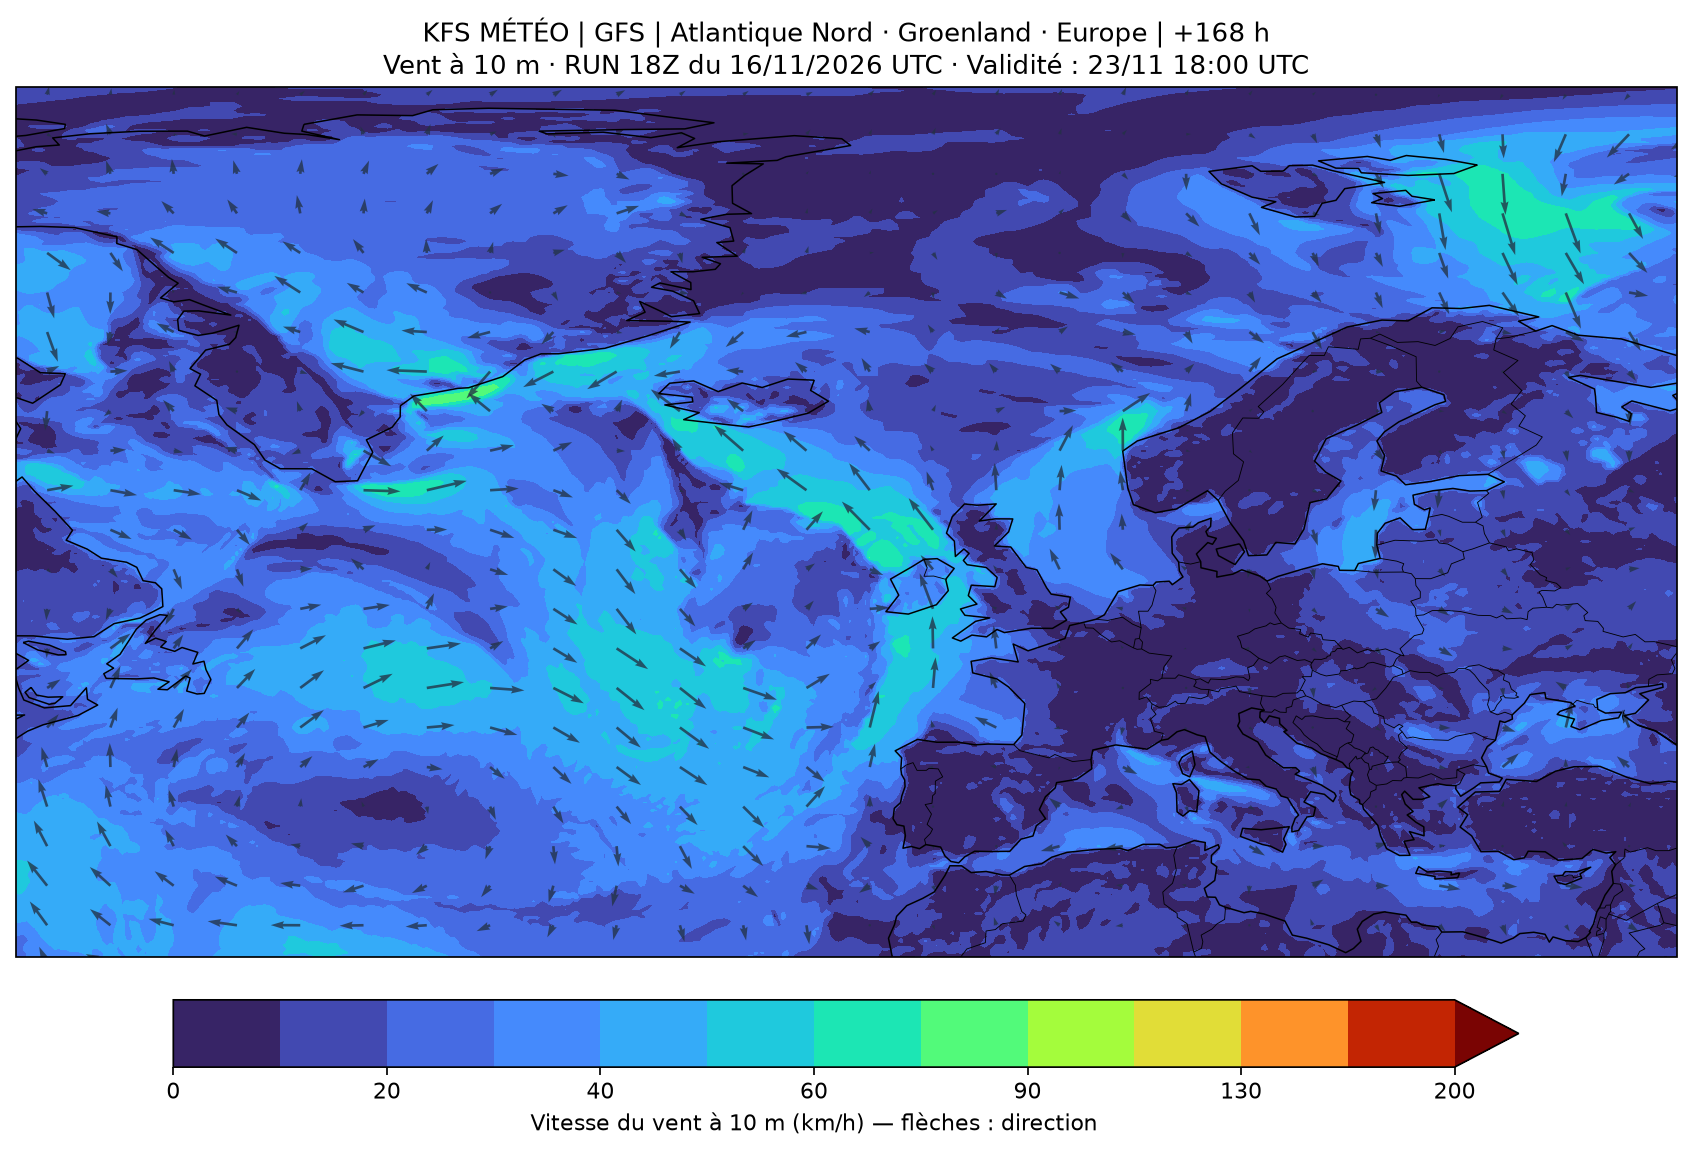 KFS MÉTÉO | GFS | Atlantique Nord · Groenland · Europe | +168 h
Vent à 10 m · RUN 18Z du 16/11/2026 UTC · Validité : 23/11 18:00 UTC
0 20 40 60 90 130 200
Vitesse du vent à 10 m (km/h) — flèches : direction